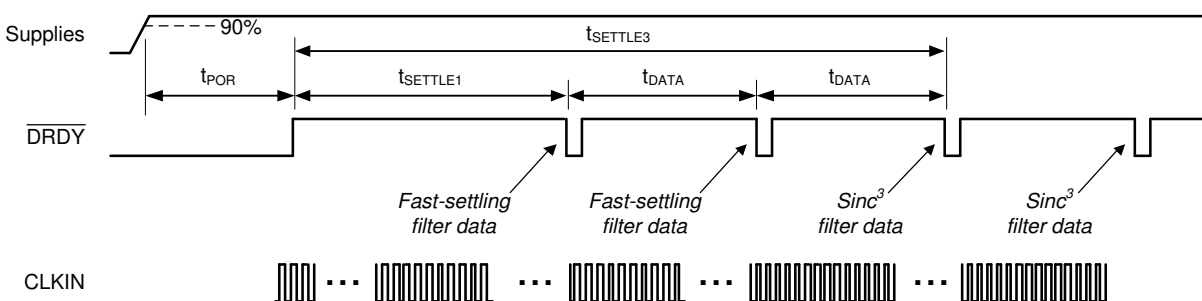 Supplies
90%
tSETTLE3
tPOR
tSETTLE1
tDATA
tDATA
DRDY
Fast-settling
filter data
Fast-settling
filter data
Sinc³
filter data
Sinc³
filter data
CLKIN